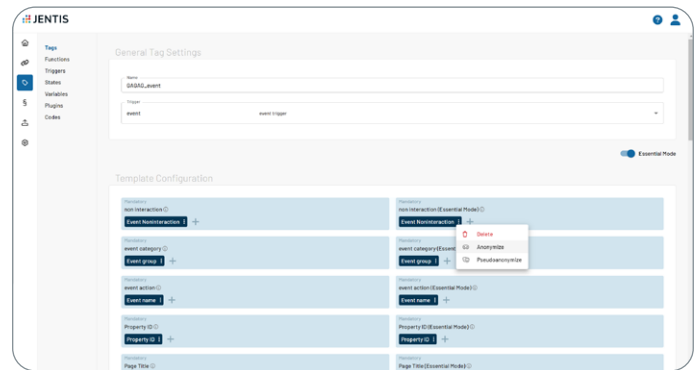 JENTIS
?
Tags
Functions
Triggers
States
Variables
Plugins
Codes
§
General Tag Settings
Name
GAGAG_event
Trigger
event event trigger
Essential Mode
Template Configuration
Mandatory
non interaction
Event Noninteraction
Mandatory
non interaction (Essential Mode)
Event Noninteraction
Delete
Anonymize
Pseudoanonymize
Mandatory
event category
Event group
Mandatory
event category (Essent
Event group
Mandatory
event action
Event name
Mandatory
event action (Essential Mode)
Event name
Mandatory
Property ID
Property ID
Mandatory
Property ID (Essential Mode)
Property ID
Mandatory
Page Title
Mandatory
Page Title (Essential Mode)